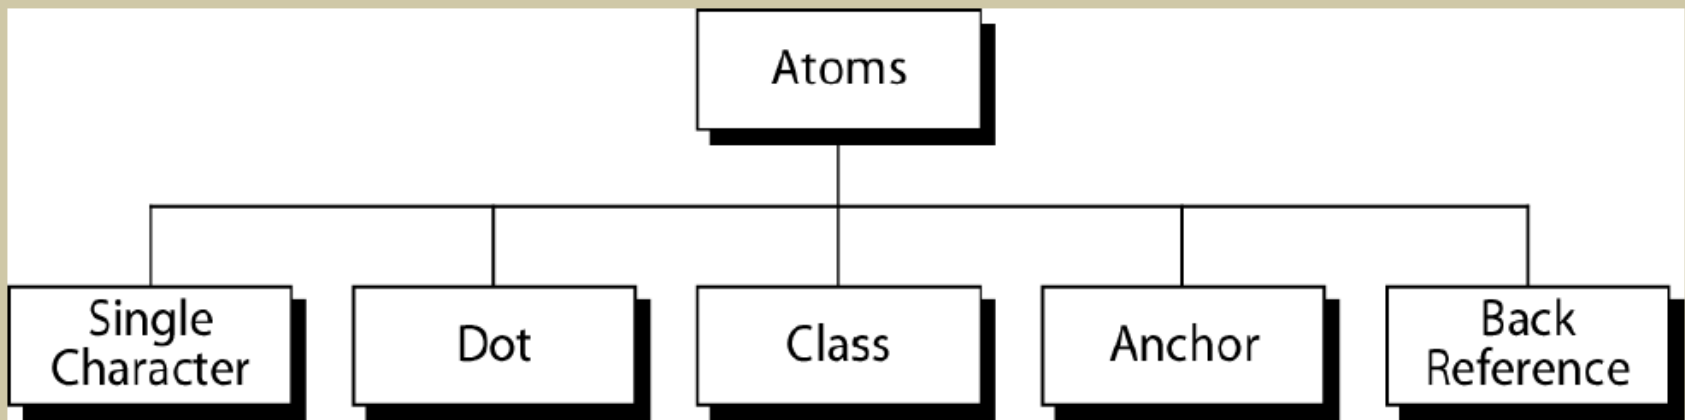 Atoms
Single
Character
Dot
Class
Anchor
Back
Reference